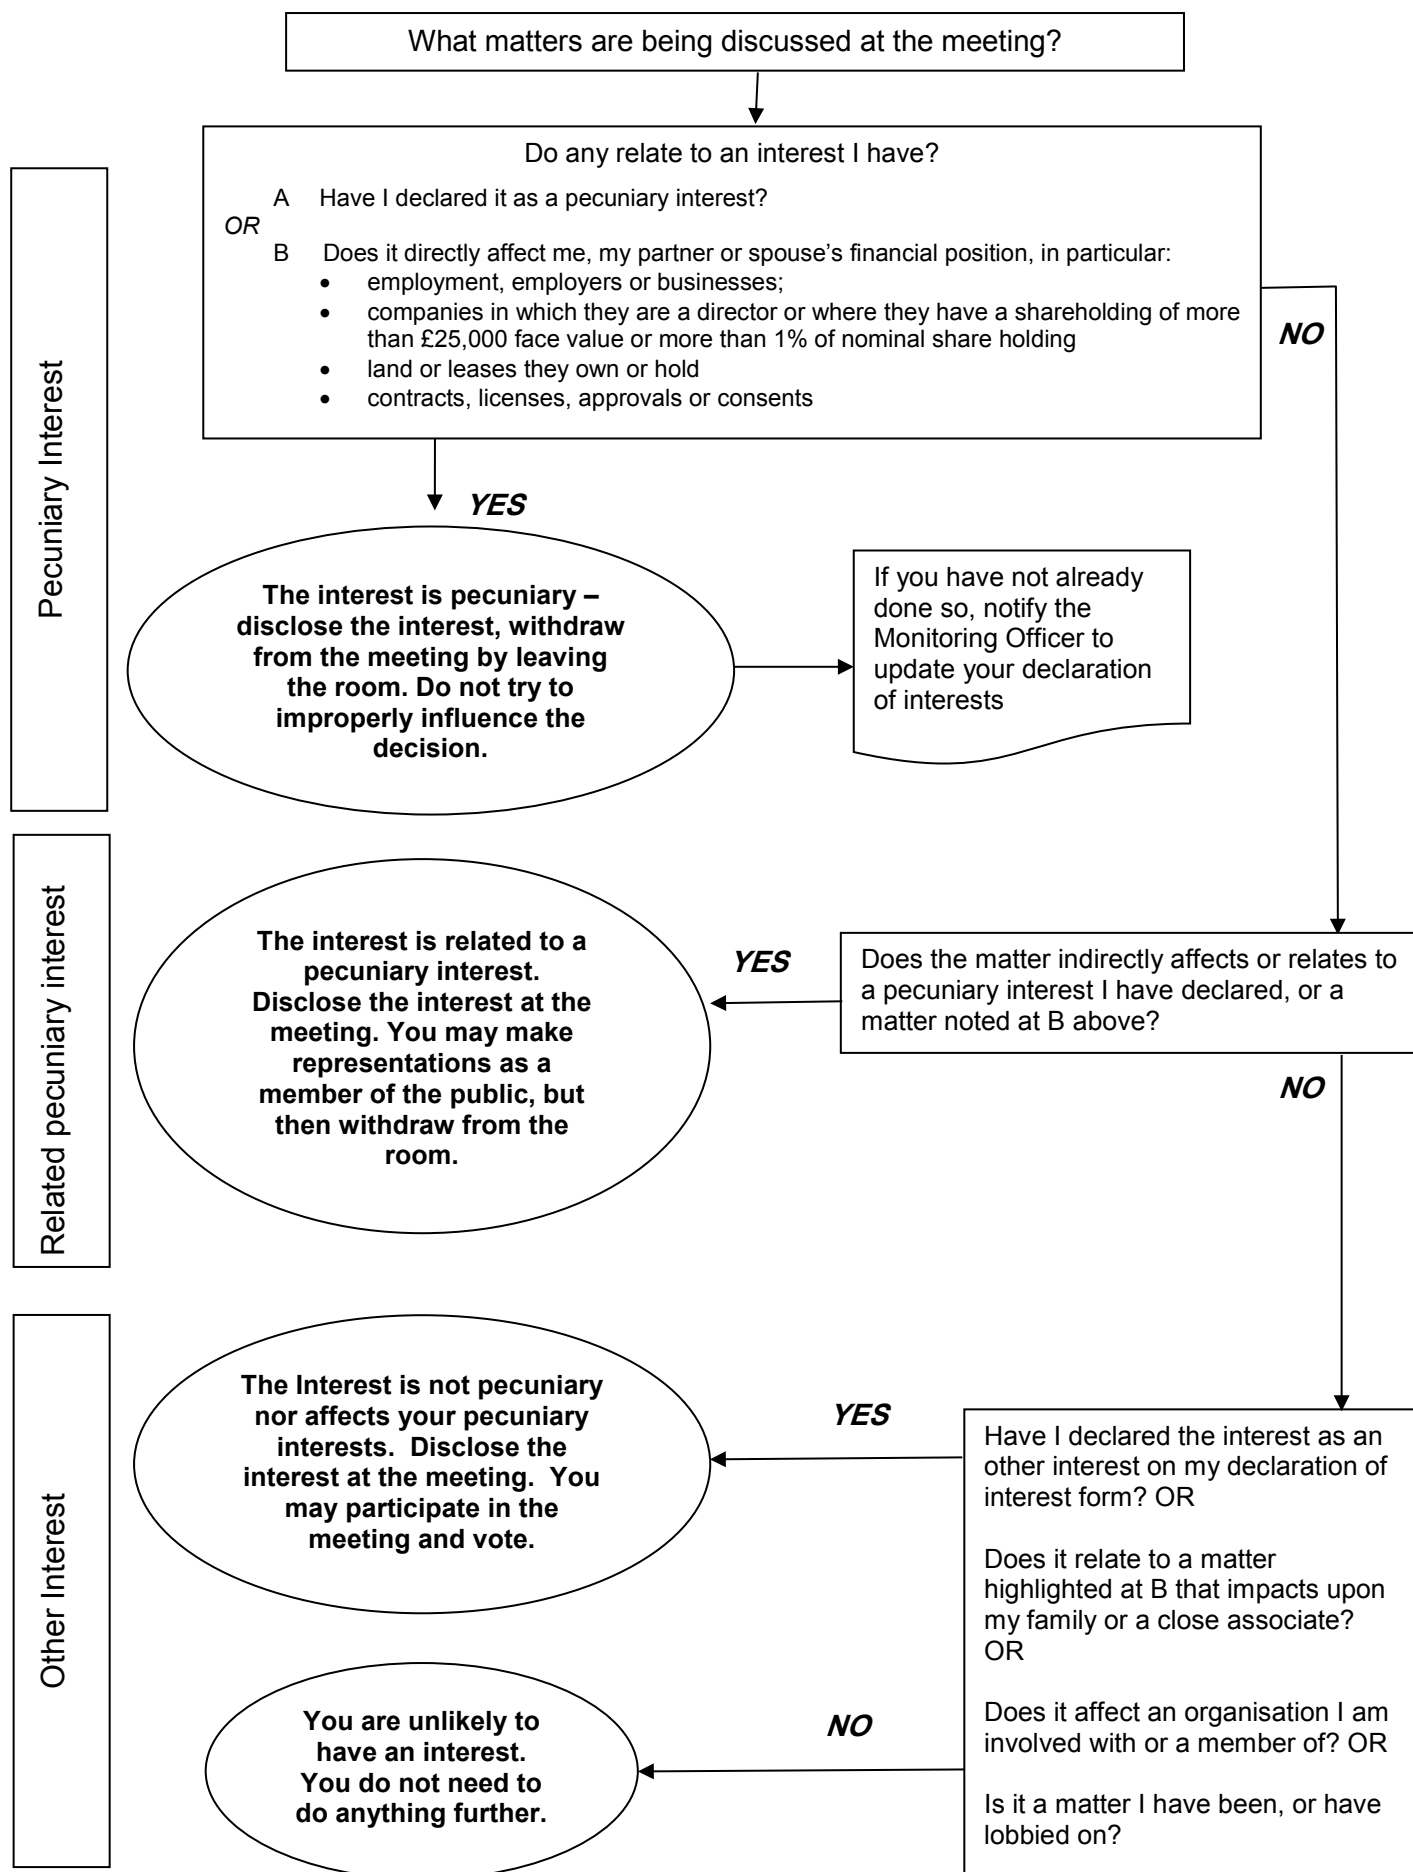 What matters are being discussed at the meeting?
Do any relate to an interest I have?
A Have I declared it as a pecuniary interest?
OR
B Does it directly affect me, my partner or spouse’s financial position, in particular:
• employment, employers or businesses;
• companies in which they are a director or where they have a shareholding of more
than £25,000 face value or more than 1% of nominal share holding
• land or leases they own or hold
• contracts, licenses, approvals or consents
NO
Pecuniary Interest
YES
The interest is pecuniary –
disclose the interest, withdraw
from the meeting by leaving
the room. Do not try to
improperly influence the
decision.
If you have not already
done so, notify the
Monitoring Officer to
update your declaration
of interests
Related pecuniary interest
The interest is related to a
pecuniary interest.
Disclose the interest at the
meeting. You may make
representations as a
member of the public, but
then withdraw from the
room.
YES
Does the matter indirectly affects or relates to
a pecuniary interest I have declared, or a
matter noted at B above?
NO
Other Interest
The Interest is not pecuniary
nor affects your pecuniary
interests. Disclose the
interest at the meeting. You
may participate in the
meeting and vote.
YES
Have I declared the interest as an
other interest on my declaration of
interest form? OR
Does it relate to a matter
highlighted at B that impacts upon
my family or a close associate?
OR
Does it affect an organisation I am
involved with or a member of? OR
Is it a matter I have been, or have
lobbied on?
NO
You are unlikely to
have an interest.
You do not need to
do anything further.